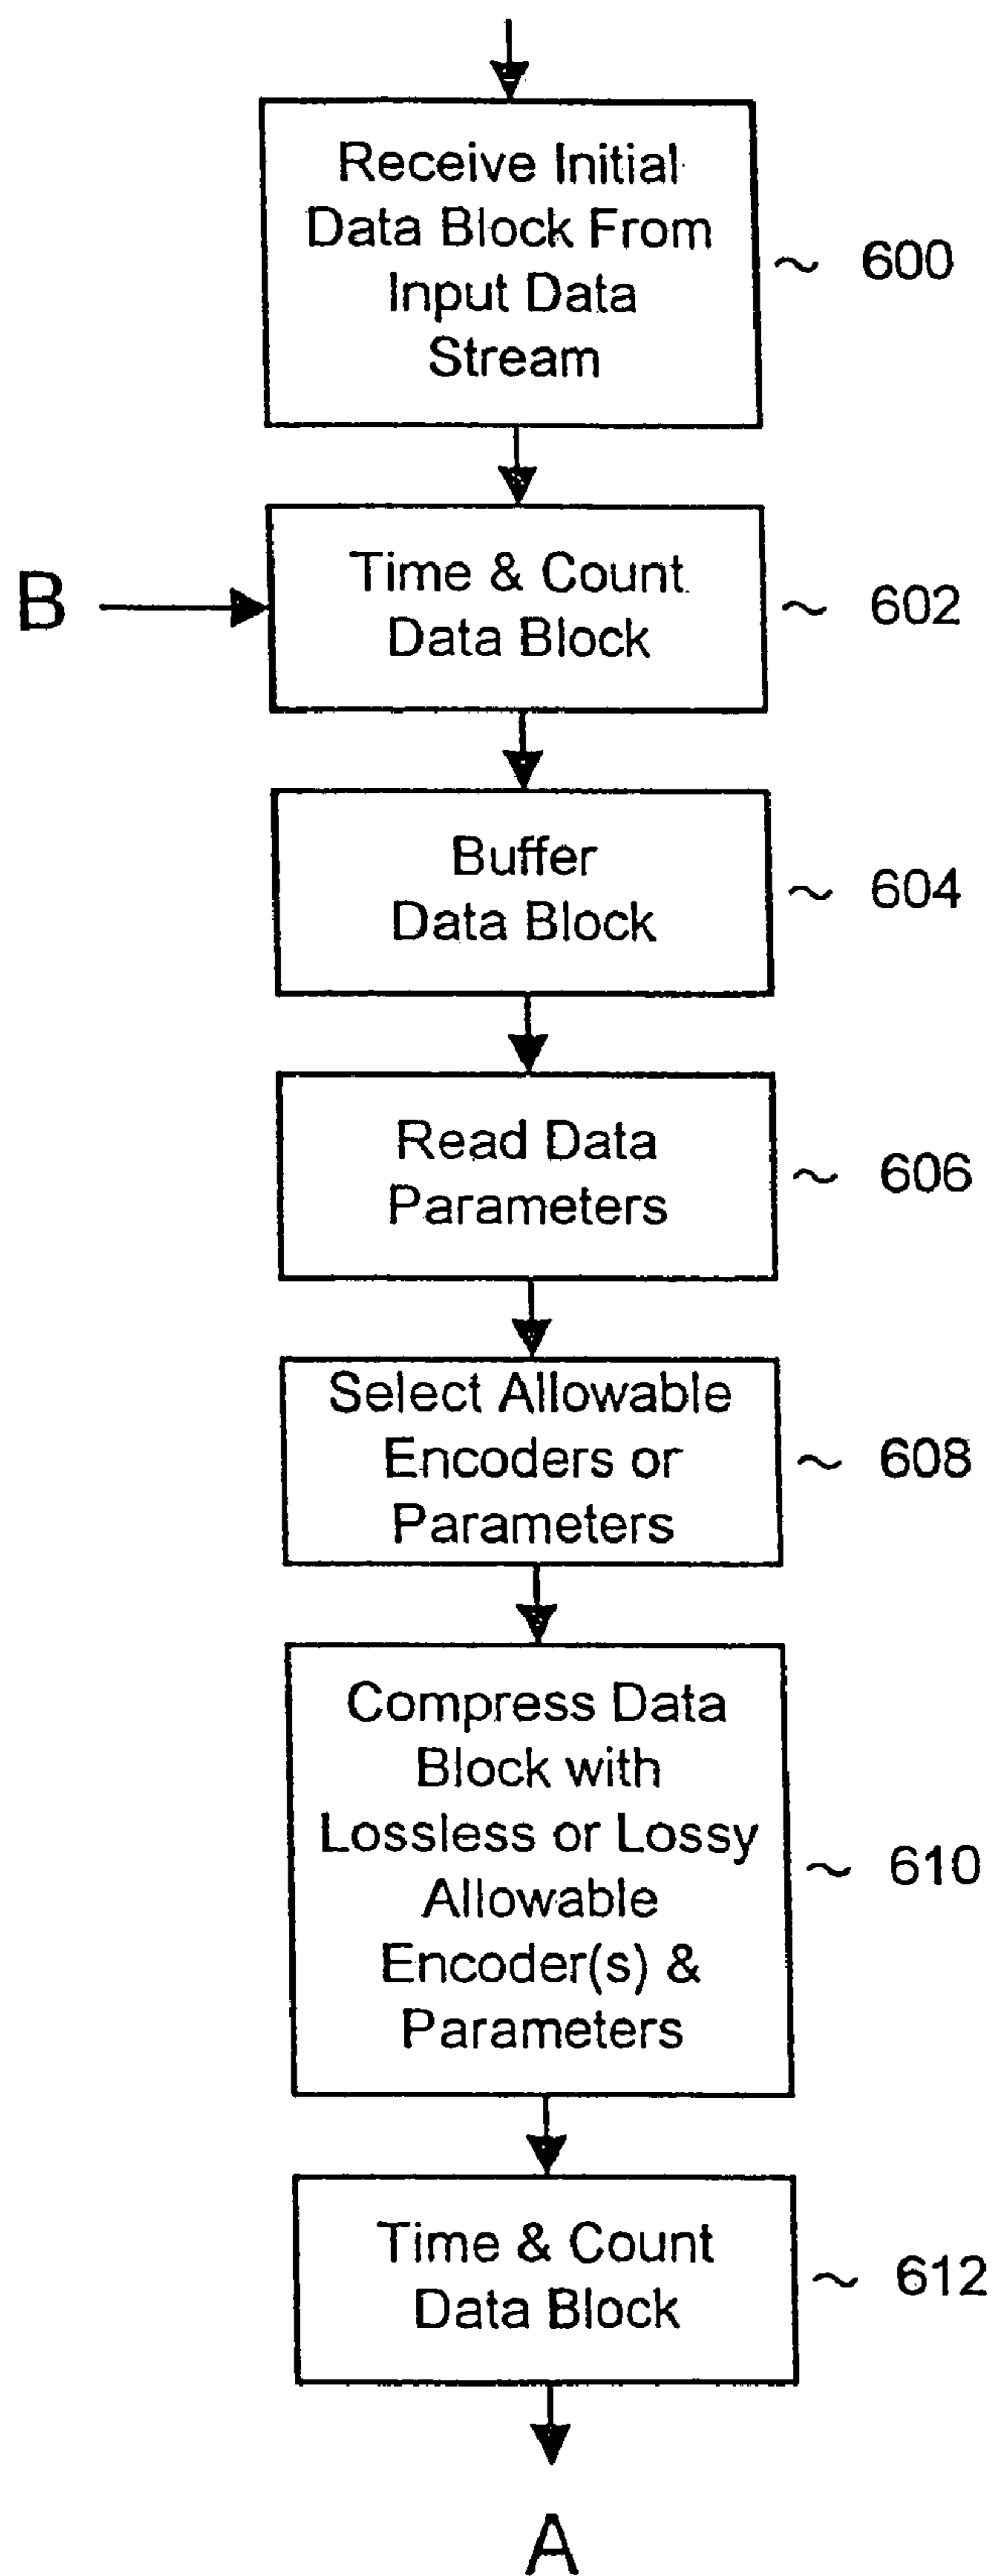 Receive Initial
Data Block From
Input Data
Stream
~ 600
Time & Count
Data Block
~ 602
B
Buffer
Data Block
~ 604
Read Data
Parameters
~ 606
Select Allowable
Encoders or
Parameters
~ 608
Compress Data
Block with
Lossless or Lossy
Allowable
Encoder(s) &
Parameters
~ 610
Time & Count
Data Block
~ 612
A